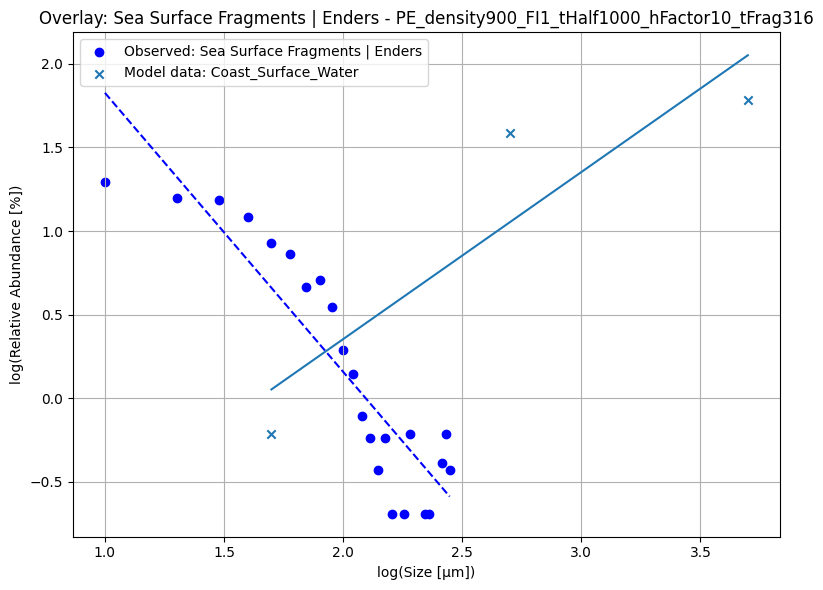 Overlay: Sea Surface Fragments | Enders - PE_density900_FI1_tHalf1000_hFactor10_tFrag316
Observed: Sea Surface Fragments | Enders
Model data: Coast_Surface_Water
log(Relative Abundance [%])
2.0
1.5
1.0
0.5
0.0
−0.5
1.0 1.5 2.0 2.5 3.0 3.5
log(Size [μm])